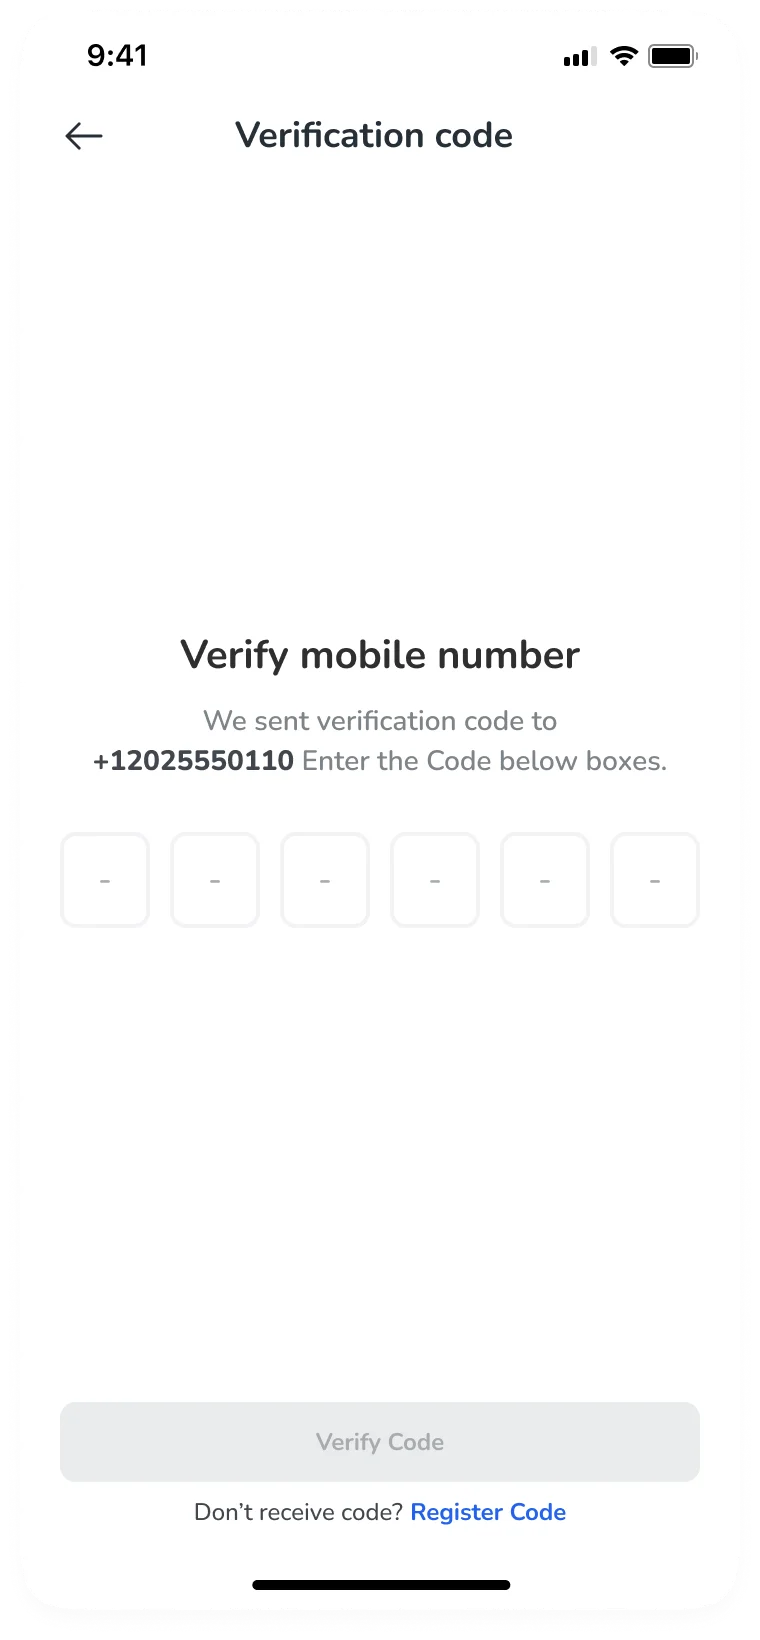 9:41
Verification code
Verify mobile number
We sent verification code to
+12025550110 Enter the Code below boxes.
- - - - - -
Verify Code
Don’t receive code? Register Code